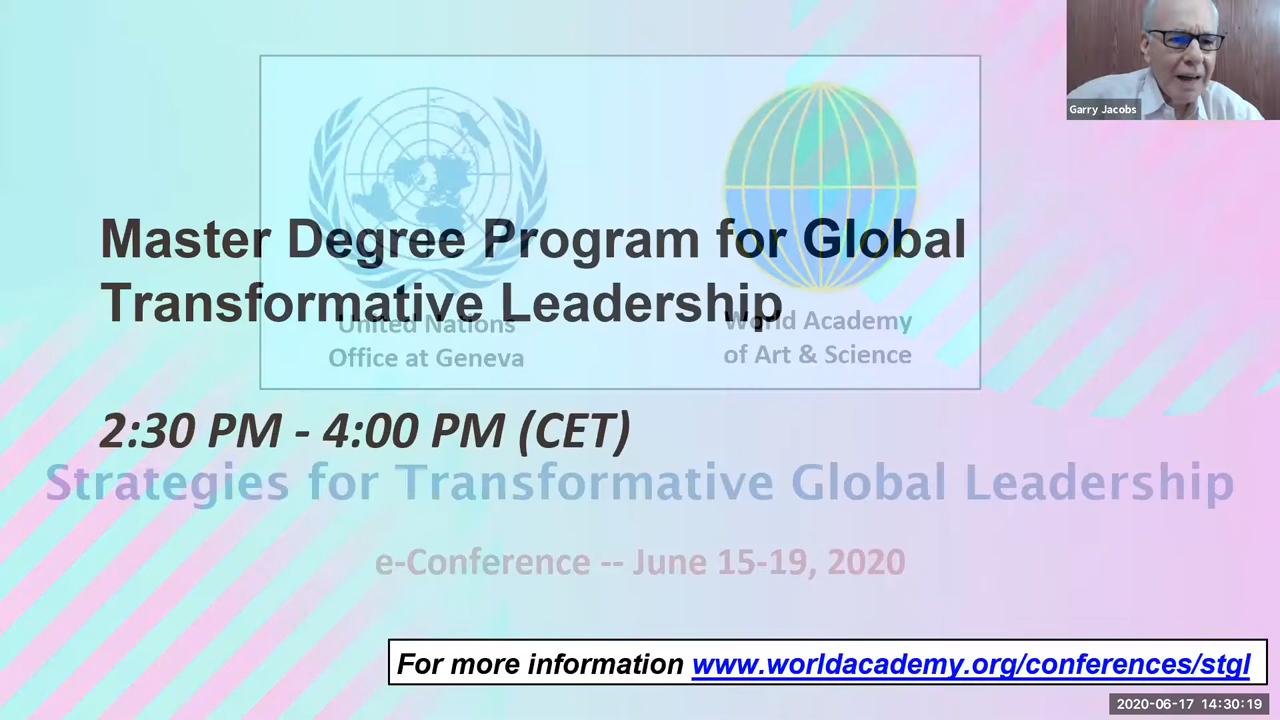 Garry Jacobs
Master Degree Program for Global
Transformative Leadership
United Nations
Office at Geneva
World Academy
of Art & Science
2:30 PM - 4:00 PM (CET)
Strategies for Transformative Global Leadership
e-Conference -- June 15-19, 2020
For more information www.worldacademy.org/conferences/stgl
2020-06-17 14:30:19